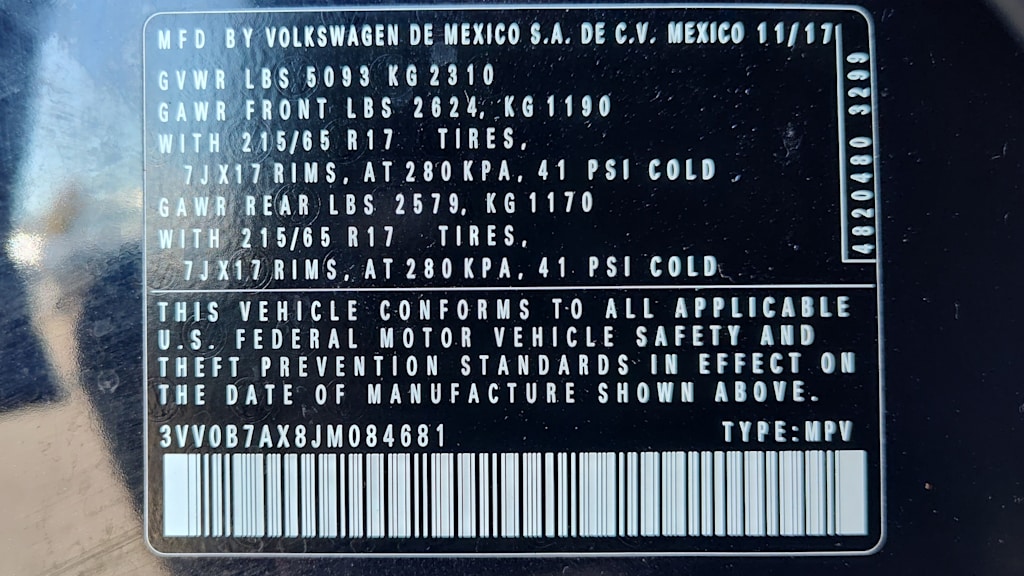 MFD BY VOLKSWAGEN DE MEXICO S.A. DE C.V. MEXICO 11/17
GVWR LBS 5093 KG 2310
GAWR FRONT LBS 2624, KG 1190
WITH 215/65 R17 TIRES,
7JX17 RIMS, AT 280 KPA, 41 PSI COLD
GAWR REAR LBS 2579, KG 1170
WITH 215/65 R17 TIRES,
7JX17 RIMS, AT 280 KPA, 41 PSI COLD
4820480 3299
THIS VEHICLE CONFORMS TO ALL APPLICABLE
U.S. FEDERAL MOTOR VEHICLE SAFETY AND
THEFT PREVENTION STANDARDS IN EFFECT ON
THE DATE OF MANUFACTURE SHOWN ABOVE.
3VV0B7AX8JM084681 TYPE:MPV